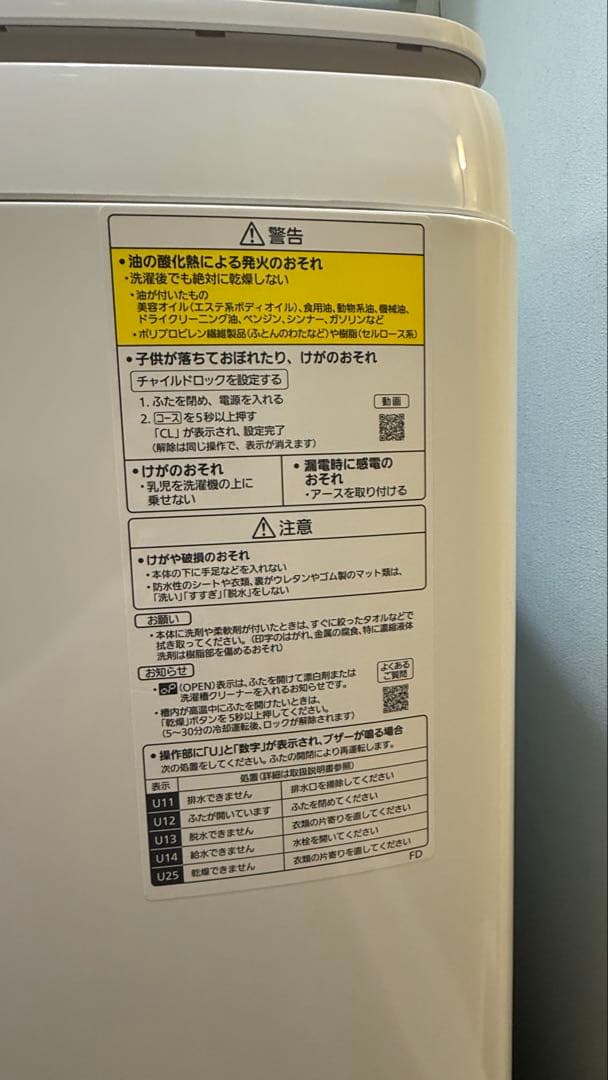 ⚠警告
●油の酸化熱による発火のおそれ
・洗濯後でも絶対に乾燥しない
・油が付いたもの
美容オイル(エステ系ボディオイル)、食用油、動物系油、機械油、
ドライクリーニング油、ベンジン、シンナー、ガソリンなど
・ポリプロピレン繊維製品(ふとんのわたなど)や樹脂(セルロース系)
●子供が落ちておぼれたり、けがのおそれ
チャイルドロックを設定する
1. ふたを閉め、電源を入れる
2. コースを5秒以上押す
「CL」が表示され、設定完了
(解除は同じ操作で、表示が消えます)
動画
●けがのおそれ
・乳児を洗濯機の上に
乗せない
●漏電時に感電の
おそれ
・アースを取り付ける
⚠注意
●けがや破損のおそれ
・本体の下に手足などを入れない
・防水性のシートや衣類、裏がウレタンやゴム製のマット類は、
「洗い」「すすぎ」「脱水」をしない
お願い
・本体に洗剤や柔軟剤が付いたときは、すぐに絞ったタオルなどで
拭き取ってください。(印字のはがれ、金属の腐食、特に濃縮液体
洗剤は樹脂部を傷めるおそれ)
お知らせ
・oP(OPEN)表示は、ふたを開けて漂白剤または
洗濯槽クリーナーを入れるお知らせです。
・槽内が高温中にふたを開けたいときは、
「乾燥」ボタンを5秒以上押してください。
(5〜30分の冷却運転後、ロックが解除されます)
よくある
ご質問
●操作部に「U」と「数字」が表示され、ブザーが鳴る場合
次の処置をしてください。ふたの開閉により再運転します。
表示 処置(詳細は取扱説明書参照)
U11 排水できません 排水口を掃除してください
U12 ふたが開いています ふたを閉めてください
U13 脱水できません 衣類の片寄りを直してください
U14 給水できません 水栓を開いてください
U25 乾燥できません 衣類の片寄りを直してください
FD